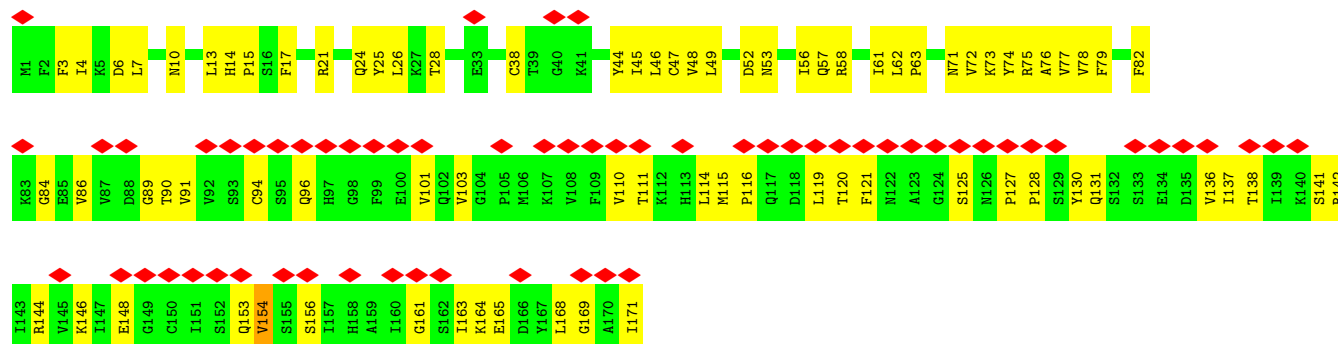 M1 F2 F3 I4 K5 D6 L7 N10 L13 H14 P15 S16 F17 R21 Q24 Y25 L26 K27 T28 E33 C38 T39 G40 K41 Y44 I45 L46 C47 V48 L49 D52 N53 I56 Q57 R58 I61 L62 P63 N71 V72 K73 Y74 R75 A76 V77 V78 F79 F82
K83 G84 E85 V86 V87 D88 G89 T90 V91 V92 S93 C94 S95 Q96 H97 G98 F99 E100 V101 Q102 V103 G104 P105 M106 K107 V108 F109 V110 T111 K112 H113 L114 M115 P116 Q117 D118 L119 T120 F121 N122 A123 G124 S125 N126 P127 P128 S129 Y130 Q131 S132 S133 E134 D135 V136 I137 T138 I139 K140 S141
I143 R144 V145 K146 I147 E148 G149 C150 I151 S152 Q153 V154 S155 S156 I157 H158 A159 I160 G161 S162 I163 K164 E165 D166 Y167 L168 G169 A170 I171